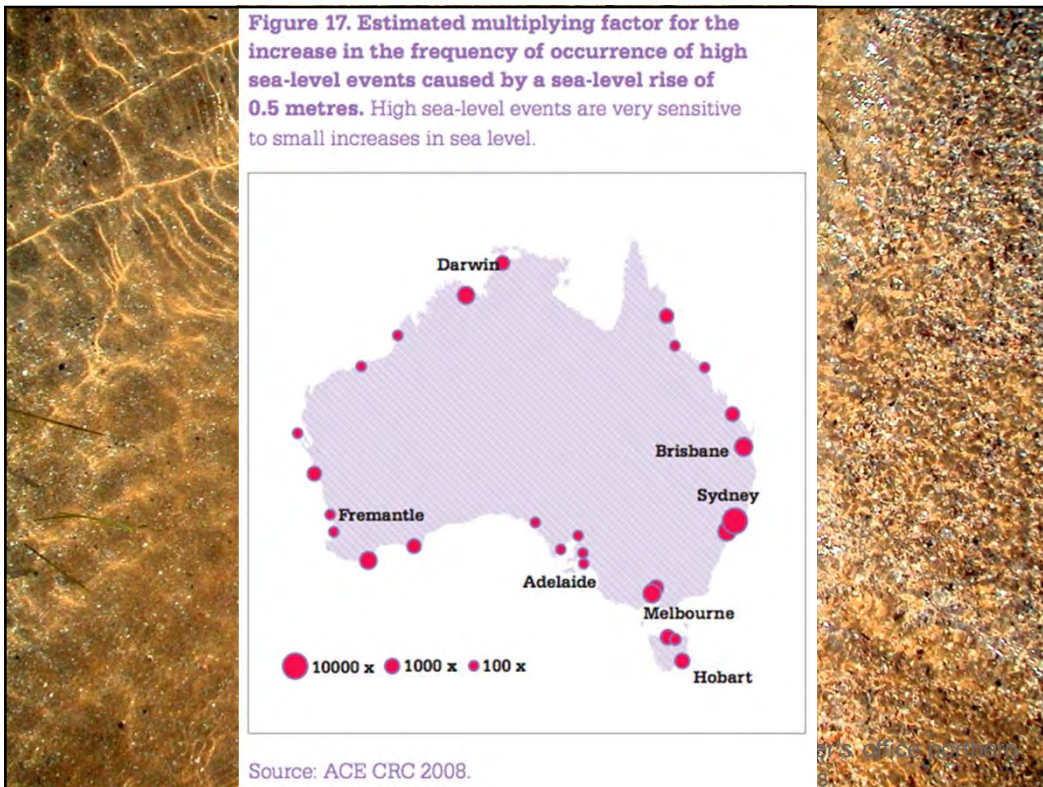 Figure 17. Estimated multiplying factor for the
increase in the frequency of occurrence of high
sea-level events caused by a sea-level rise of
0.5 metres. High sea-level events are very sensitive
to small increases in sea level.
Darwin
Brisbane
Sydney
Fremantle
Adelaide
Melbourne
10000 x 1000 x 100 x
Hobart
office northern
Source: ACE CRC 2008.